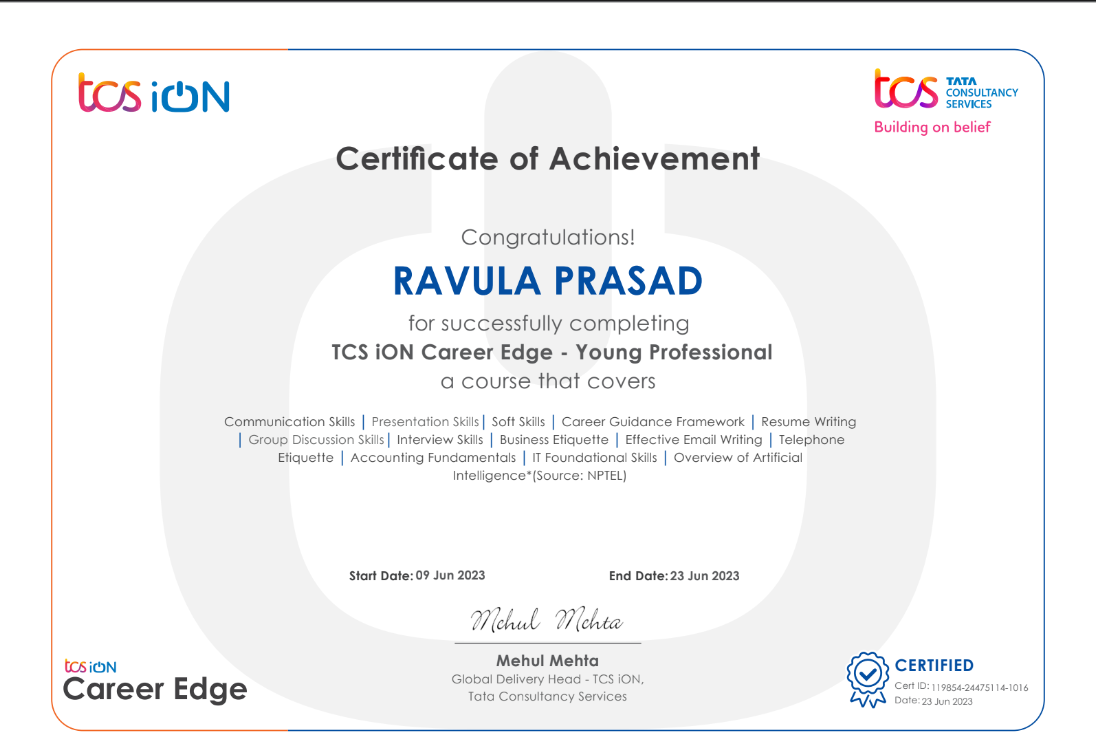 tcs iON
tcs TATA
CONSULTANCY
SERVICES
Building on belief
Certificate of Achievement
Congratulations!
RAVULA PRASAD
for successfully completing
TCS iON Career Edge - Young Professional
a course that covers
Communication Skills | Presentation Skills | Soft Skills | Career Guidance Framework | Resume Writing
| Group Discussion Skills | Interview Skills | Business Etiquette | Effective Email Writing | Telephone
Etiquette | Accounting Fundamentals | IT Foundational Skills | Overview of Artificial
Intelligence*(Source: NPTEL)
Start Date: 09 Jun 2023 End Date: 23 Jun 2023
Mehul Mehta
Mehul Mehta
Global Delivery Head - TCS iON,
Tata Consultancy Services
tcs iON
Career Edge
CERTIFIED
Cert ID: 119854-24475114-1016
Date: 23 Jun 2023